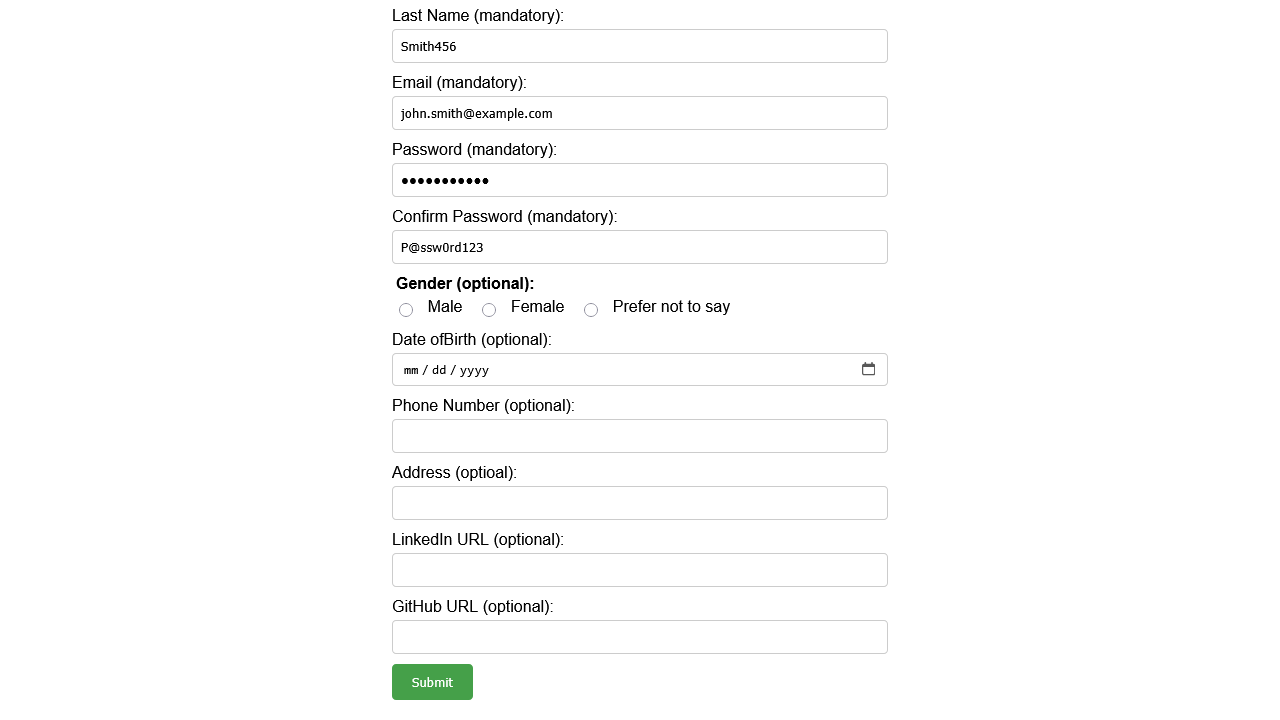 Last Name (mandatory):
Smith456
Email (mandatory):
john.smith@example.com
Password (mandatory):
•••••••••••
Confirm Password (mandatory):
P@ssw0rd123
Gender (optional):
Male Female Prefer not to say
Date ofBirth (optional):
mm / dd / yyyy
Phone Number (optional):
Address (optioal):
LinkedIn URL (optional):
GitHub URL (optional):
Submit